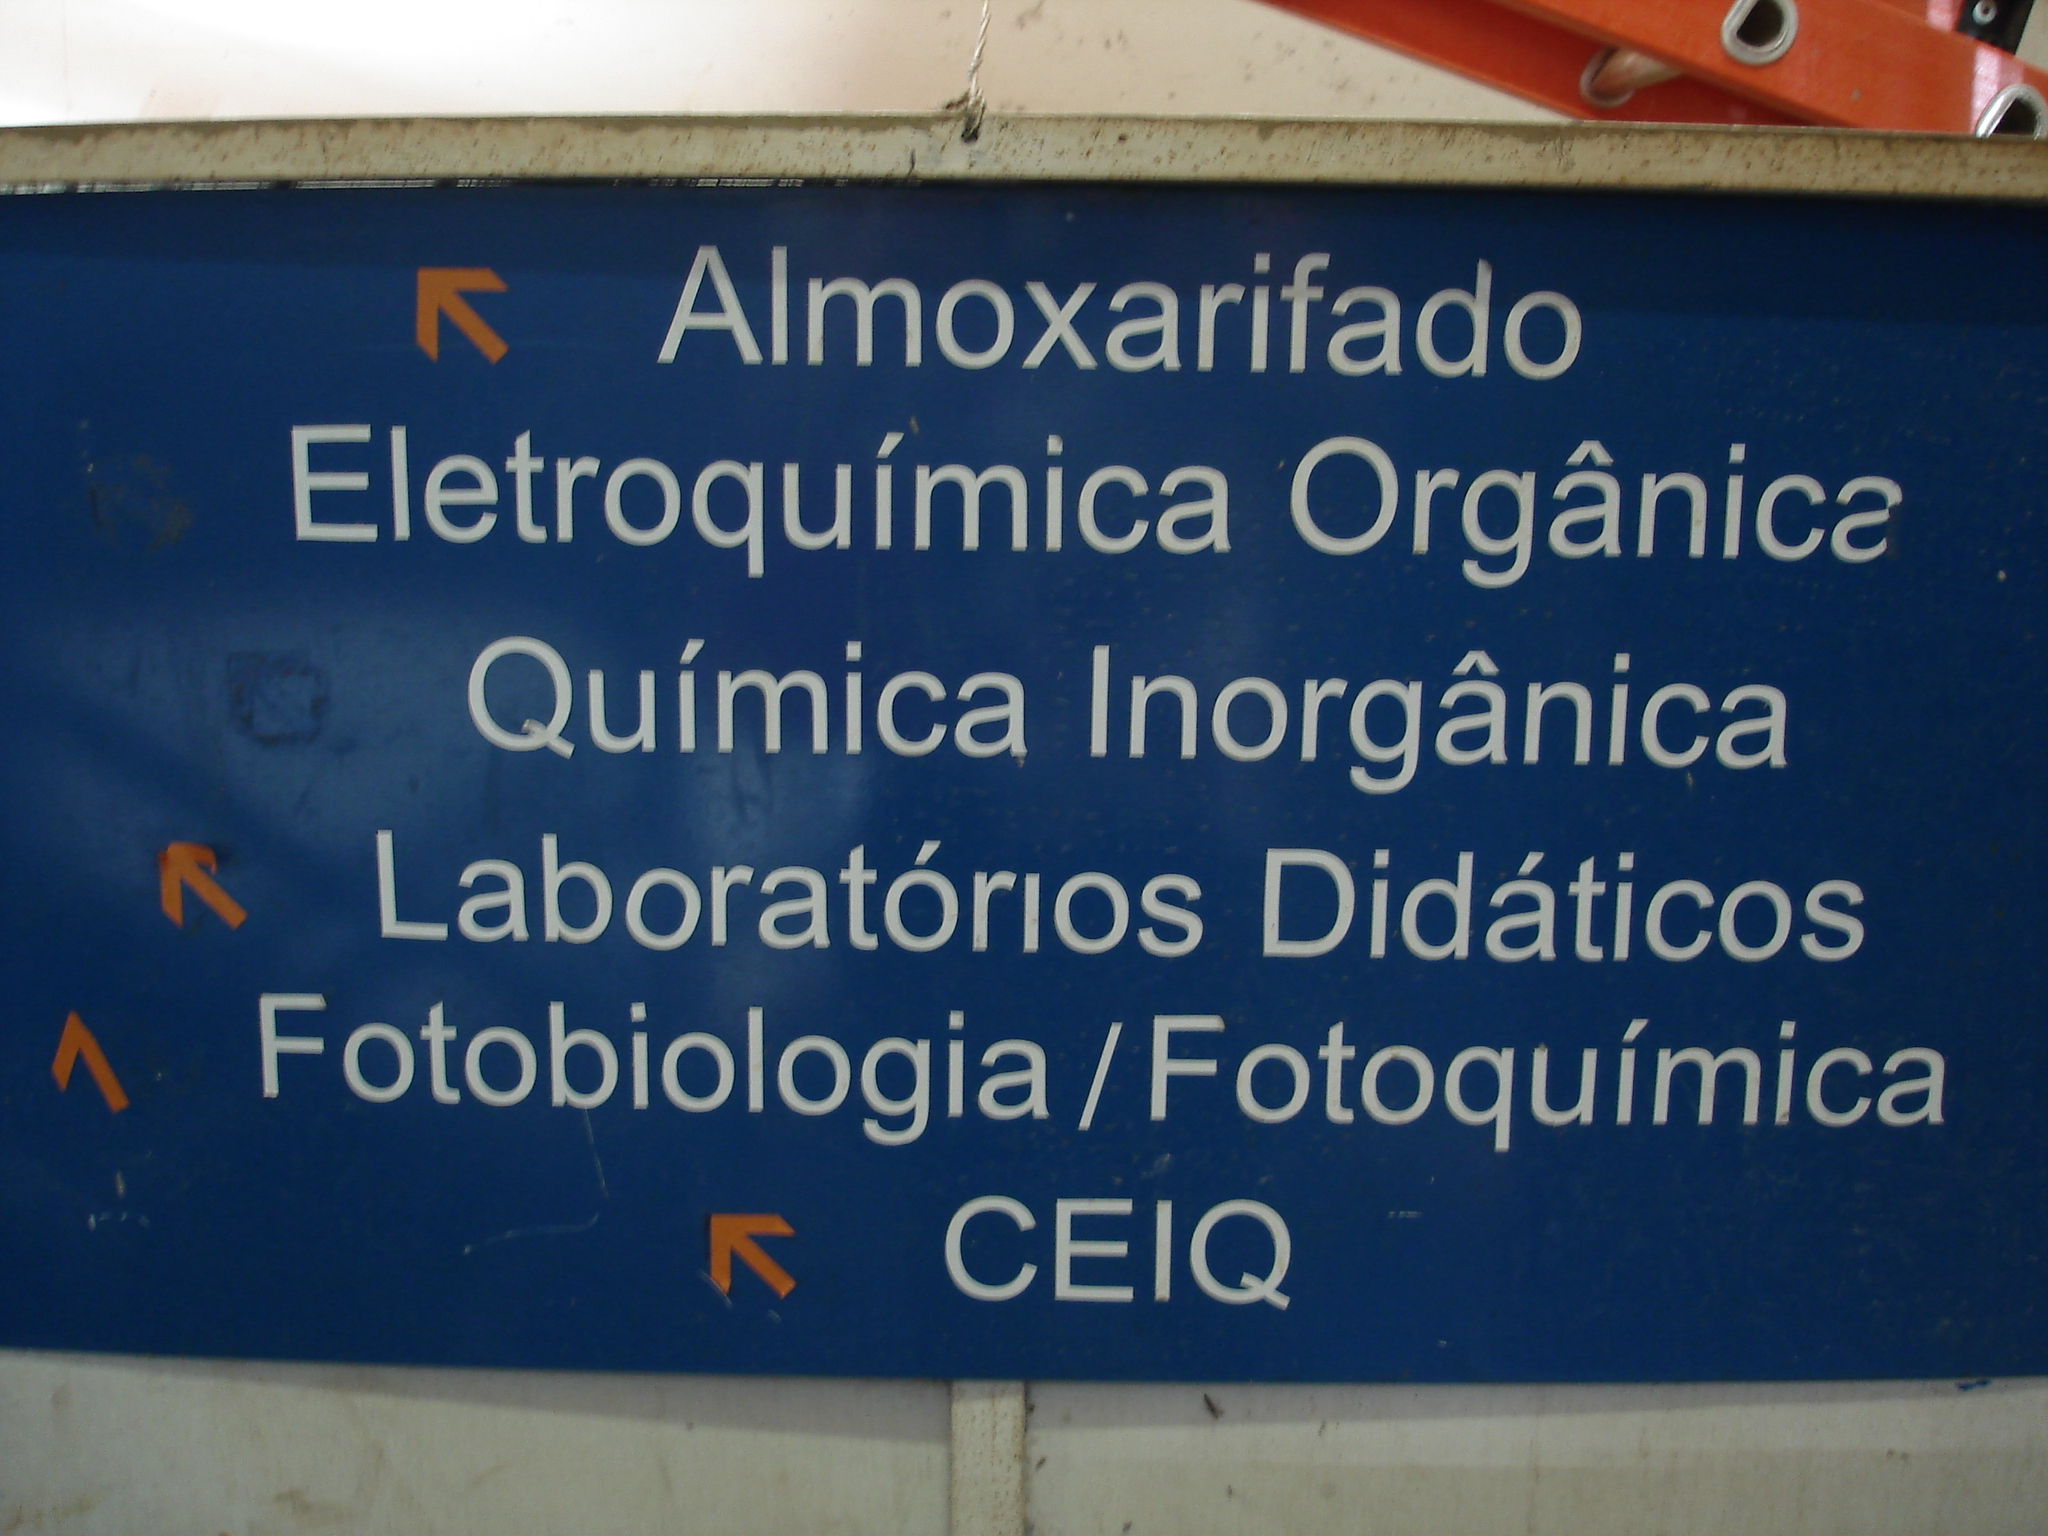 Almoxarifado
Eletroquímica Orgânica
Química Inorgânica
Laboratórios Didáticos
Fotobiologia / Fotoquímica
CEIQ